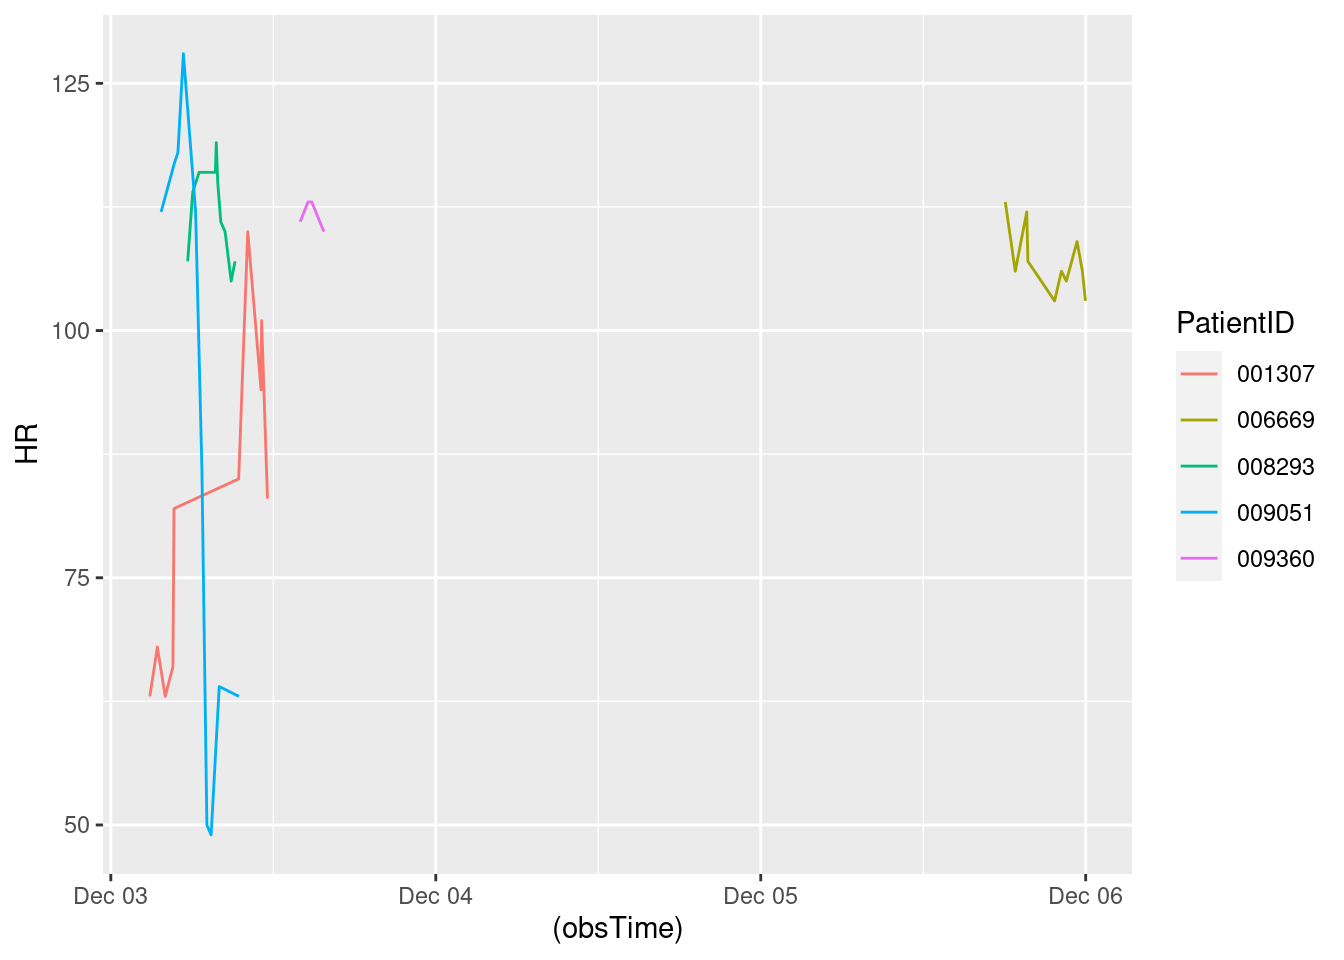 125
100
75
50
HR
Dec 03
Dec 04
Dec 05
Dec 06
(obsTime)
PatientID
001307
006669
008293
009051
009360